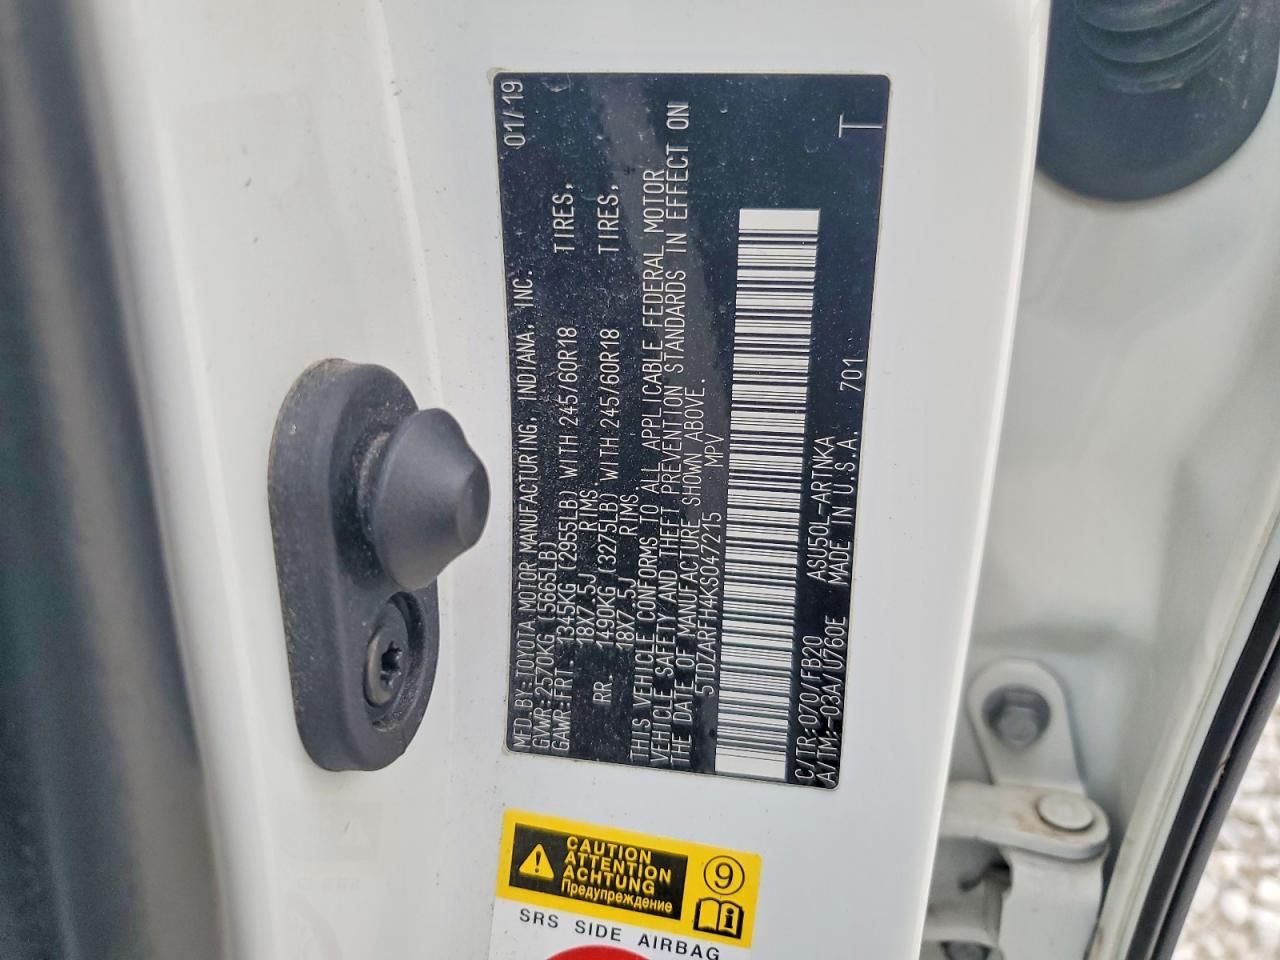 MFD. BY: TOYOTA MOTOR MANUFACTURING, INDIANA, INC. 01/19
GVWR: 2570KG (5665LB)
GAWR: FRT. 1345KG (2955LB) WITH 245/60R18 TIRES,
18X7.5J RIMS
RR. 1490KG (3275LB) WITH 245/60R18 TIRES,
18X7.5J RIMS,
THIS VEHICLE CONFORMS TO ALL APPLICABLE FEDERAL MOTOR
VEHICLE SAFETY AND THEFT PREVENTION STANDARDS IN EFFECT ON
THE DATE OF MANUFACTURE SHOWN ABOVE.
5TDZARFH4KS047215 MPV
C/TR: 070/FB20 ASU50L-ARTNKA T
A/TM: -03A/U760E MADE IN U.S.A. 701
CAUTION
ATTENTION
ACHTUNG
Предупреждение
9
SRS SIDE AIRBAG